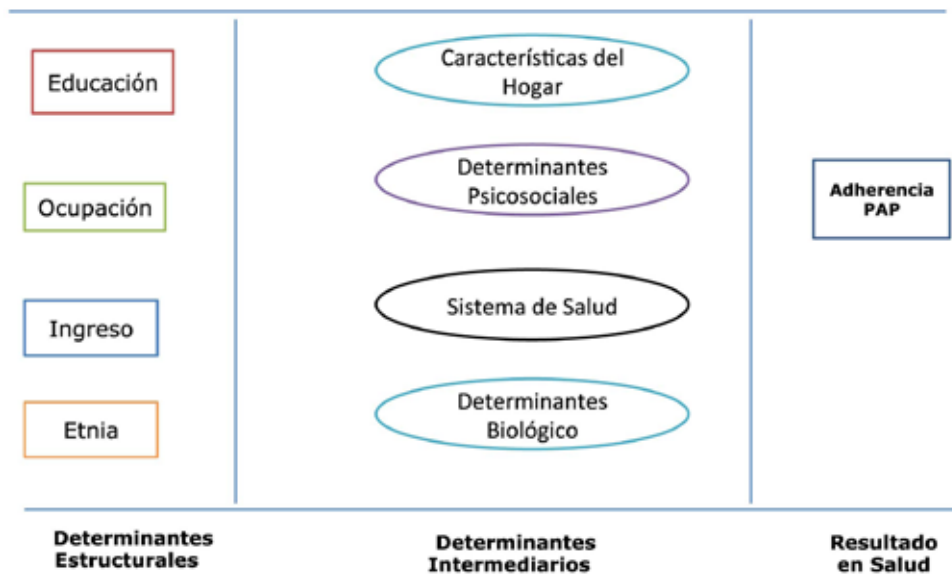 Educación
Ocupación
Ingreso
Etnia
Características del
Hogar
Determinantes
Psicosociales
Sistema de Salud
Determinantes
Biológico
Adherencia
PAP
Determinantes
Estructurales
Determinantes
Intermediarios
Resultado
en Salud